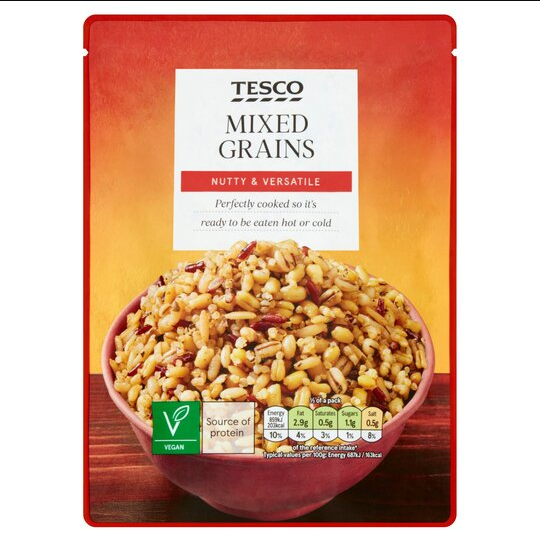 TESCO
MIXED
GRAINS
NUTTY & VERSATILE
Perfectly cooked so it's
ready to be eaten hot or cold
V
VEGAN
Source of
protein
½ of a pack
Energy
859kJ
203kcal
10%
Fat
2.9g
4%
Saturates
0.5g
3%
Sugars
1.1g
1%
Salt
0.5g
8%
of the reference intake*
Typical values per 100g: Energy 687kJ / 163kcal